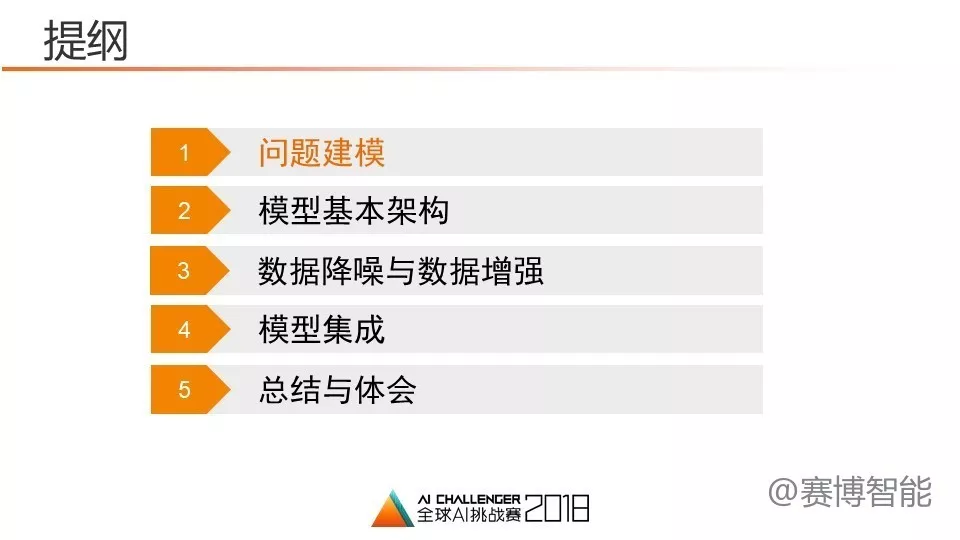 提纲
1 问题建模
2 模型基本架构
3 数据降噪与数据增强
4 模型集成
5 总结与体会
AI CHALLENGER
全球AI挑战赛 2018
@赛博智能